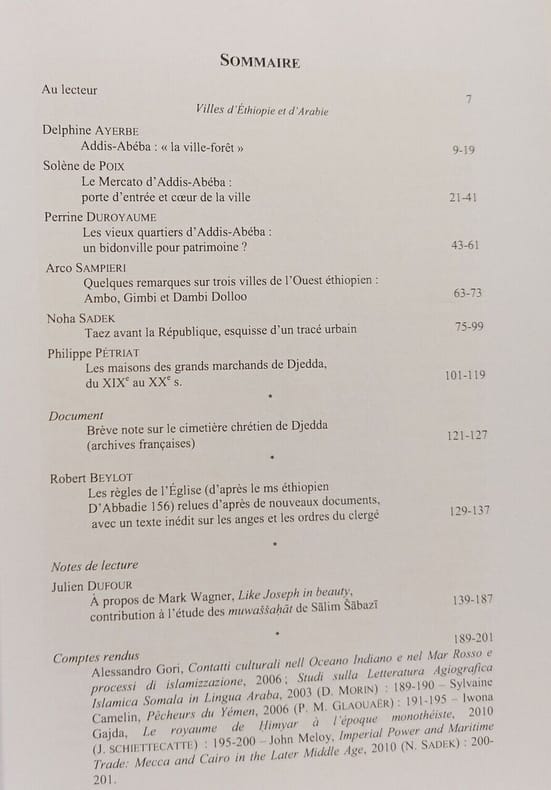 SOMMAIRE
Au lecteur 7
Villes d'Éthiopie et d'Arabie
Delphine AYERBE
Addis-Abéba : « la ville-forêt » 9-19
Solène de POIX
Le Mercato d'Addis-Abéba :
porte d'entrée et cœur de la ville 21-41
Perrine DUROYAUME
Les vieux quartiers d'Addis-Abéba :
un bidonville pour patrimoine ? 43-61
Arco SAMPIERI
Quelques remarques sur trois villes de l'Ouest éthiopien :
Ambo, Gimbi et Dambi Dolloo 63-73
Noha SADEK
Taez avant la République, esquisse d'un tracé urbain 75-99
Philippe PÉTRIAT
Les maisons des grands marchands de Djedda,
du XIXe au XXe s. 101-119
*
Document
Brève note sur le cimetière chrétien de Djedda
(archives françaises) 121-127
*
Robert BEYLOT
Les règles de l'Église (d'après le ms éthiopien
D'Abbadie 156) relues d'après de nouveaux documents,
avec un texte inédit sur les anges et les ordres du clergé 129-137
*
Notes de lecture
Julien DUFOUR
À propos de Mark Wagner, Like Joseph in beauty,
contribution à l'étude des muwaššaḥāt de Sālim Šābazī 139-187
*
Comptes rendus 189-201
Alessandro Gori, Contatti culturali nell Oceano Indiano e nel Mar Rosso e
processi di islamizzazione, 2006 ; Studi sulla Letteratura Agiografica
Islamica Somala in Lingua Araba, 2003 (D. MORIN) : 189-190 – Sylvaine
Camelin, Pêcheurs du Yémen, 2006 (P. M. GLAOUAËR) : 191-195 – Iwona
Gajda, Le royaume de Himyar à l'époque monothéiste, 2010
(J. SCHIETTECATTE) : 195-200 – John Meloy, Imperial Power and Maritime
Trade: Mecca and Cairo in the Later Middle Age, 2010 (N. SADEK) : 200-
201.